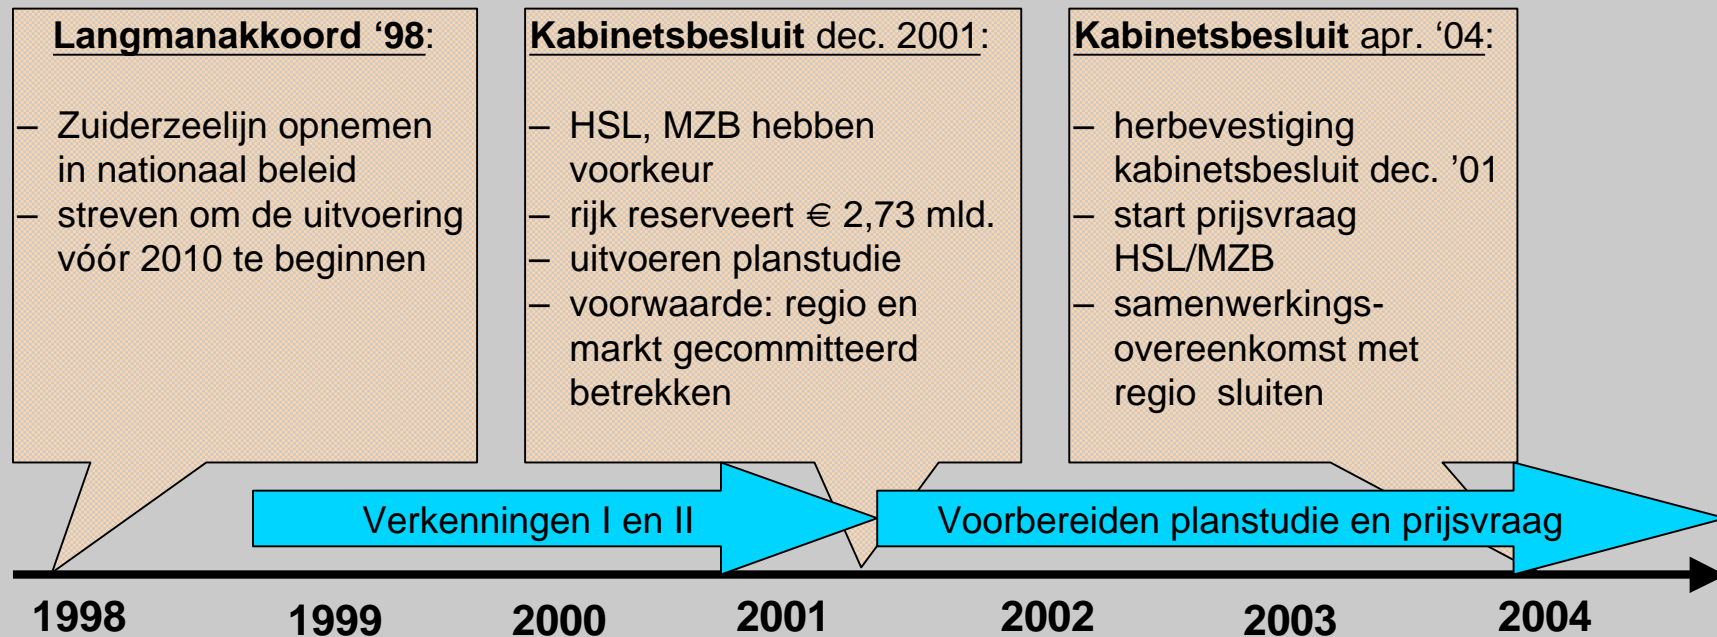 Langmanakkoord ‘98:
– Zuiderzeelijn opnemen
in nationaal beleid
– streven om de uitvoering
vóór 2010 te beginnen
Kabinetsbesluit dec. 2001:
– HSL, MZB hebben
voorkeur
– rijk reserveert € 2,73 mld.
– uitvoeren planstudie
– voorwaarde: regio en
markt gecommitteerd
betrekken
Kabinetsbesluit apr. ‘04:
– herbevestiging
kabinetsbesluit dec. ’01
– start prijsvraag
HSL/MZB
– samenwerkings-
overeenkomst met
regio sluiten
Verkenningen I en II
Voorbereiden planstudie en prijsvraag
1998 1999 2000 2001 2002 2003 2004